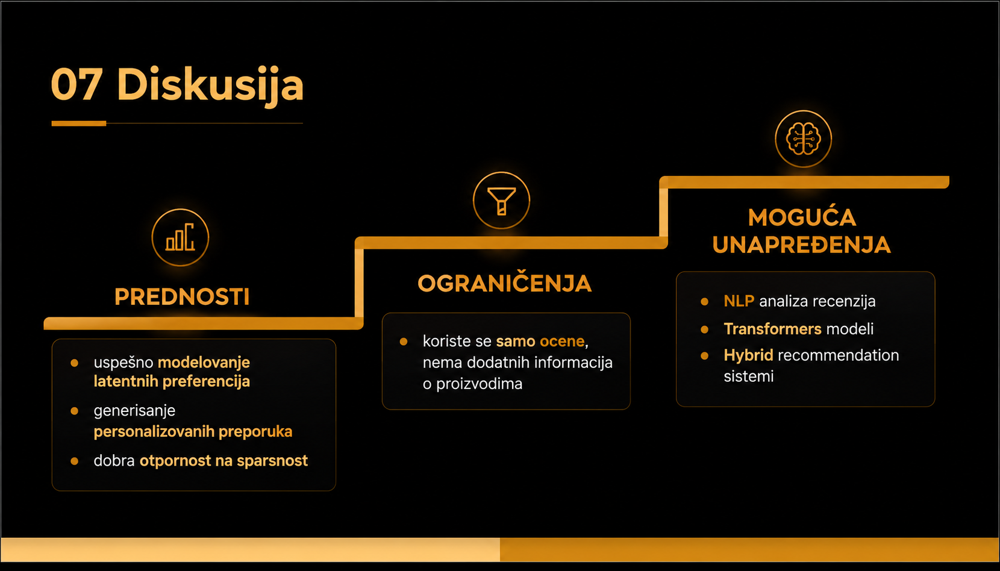 07 Diskusija
PREDNOSTI
uspešno modelovanje
latentnih preferencija
generisanje
personalizovanih preporuka
dobra otpornost na sparsnost
OGRANIČENJA
koriste se samo ocene,
nema dodatnih informacija
o proizvodima
MOGUĆA
UNAPREĐENJA
NLP analiza recenzija
Transformers modeli
Hybrid recommendation
sistemi